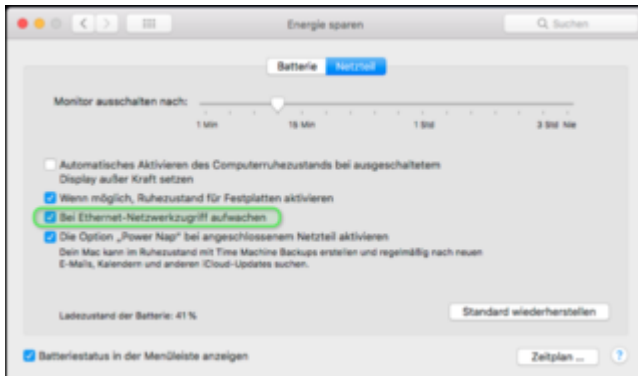 Energie sparen
Suchen
Batterie Netzteil
Monitor ausschalten nach:
1 Min 15 Min 1 Std 3 Std Nie
Automatisches Aktivieren des Computerruhezustands bei ausgeschaltetem
Display außer Kraft setzen
Wenn möglich, Ruhezustand für Festplatten aktivieren
Bei Ethernet-Netzwerkzugriff aufwachen
Die Option „Power Nap“ bei angeschlossenem Netzteil aktivieren
Dein Mac kann im Ruhezustand mit Time Machine Backups erstellen und regelmäßig nach neuen
E-Mails, Kalendern und anderen iCloud-Updates suchen.
Ladezustand der Batterie: 41 %
Standard wiederherstellen
Batteriestatus in der Menüleiste anzeigen
Zeitplan ...
?